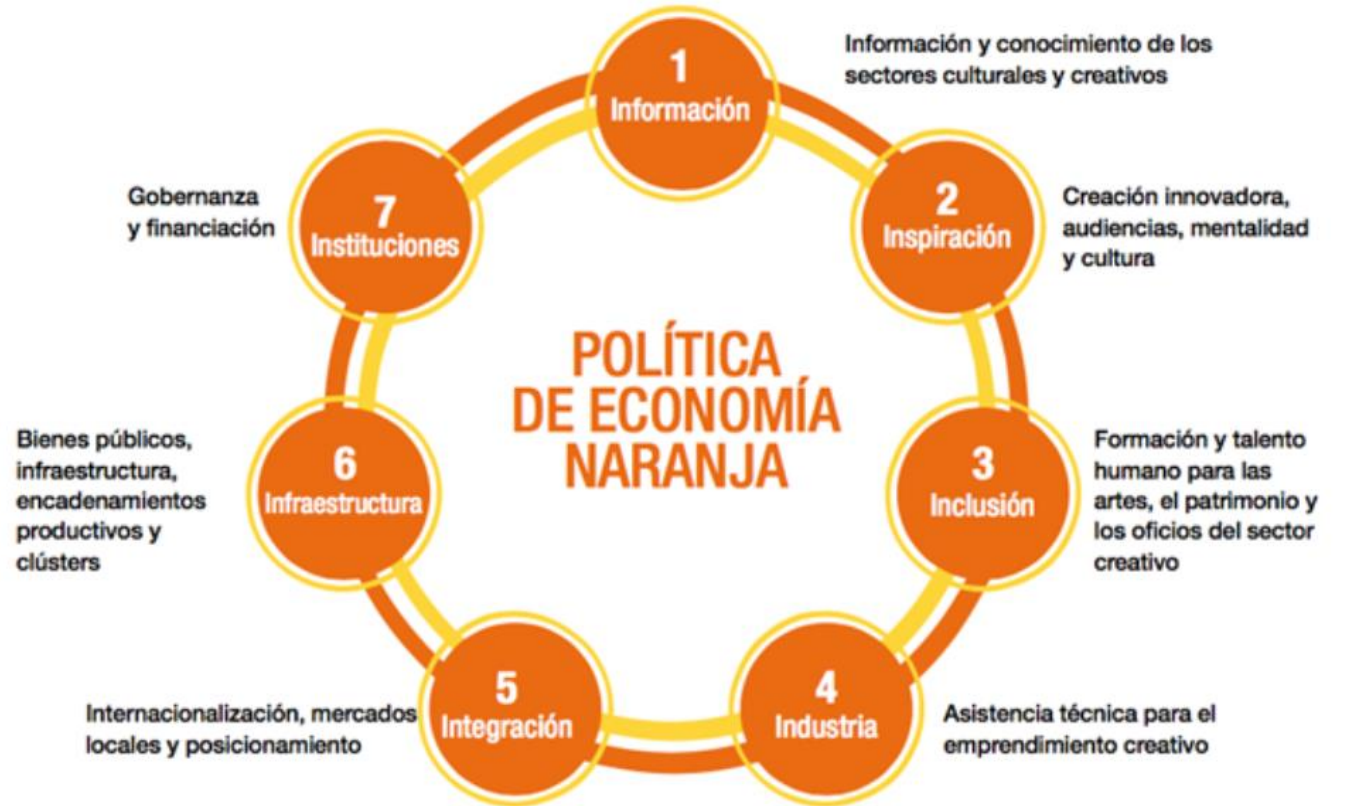 POLÍTICA
DE ECONOMÍA
NARANJA
1
Información
Información y conocimiento de los
sectores culturales y creativos
2
Inspiración
Creación innovadora,
audiencias, mentalidad
y cultura
3
Inclusión
Formación y talento
humano para las
artes, el patrimonio y
los oficios del sector
creativo
4
Industria
Asistencia técnica para el
emprendimiento creativo
5
Integración
Internacionalización, mercados
locales y posicionamiento
6
Infraestructura
Bienes públicos,
infraestructura,
encadenamientos
productivos y
clústers
7
Instituciones
Gobernanza
y financiación